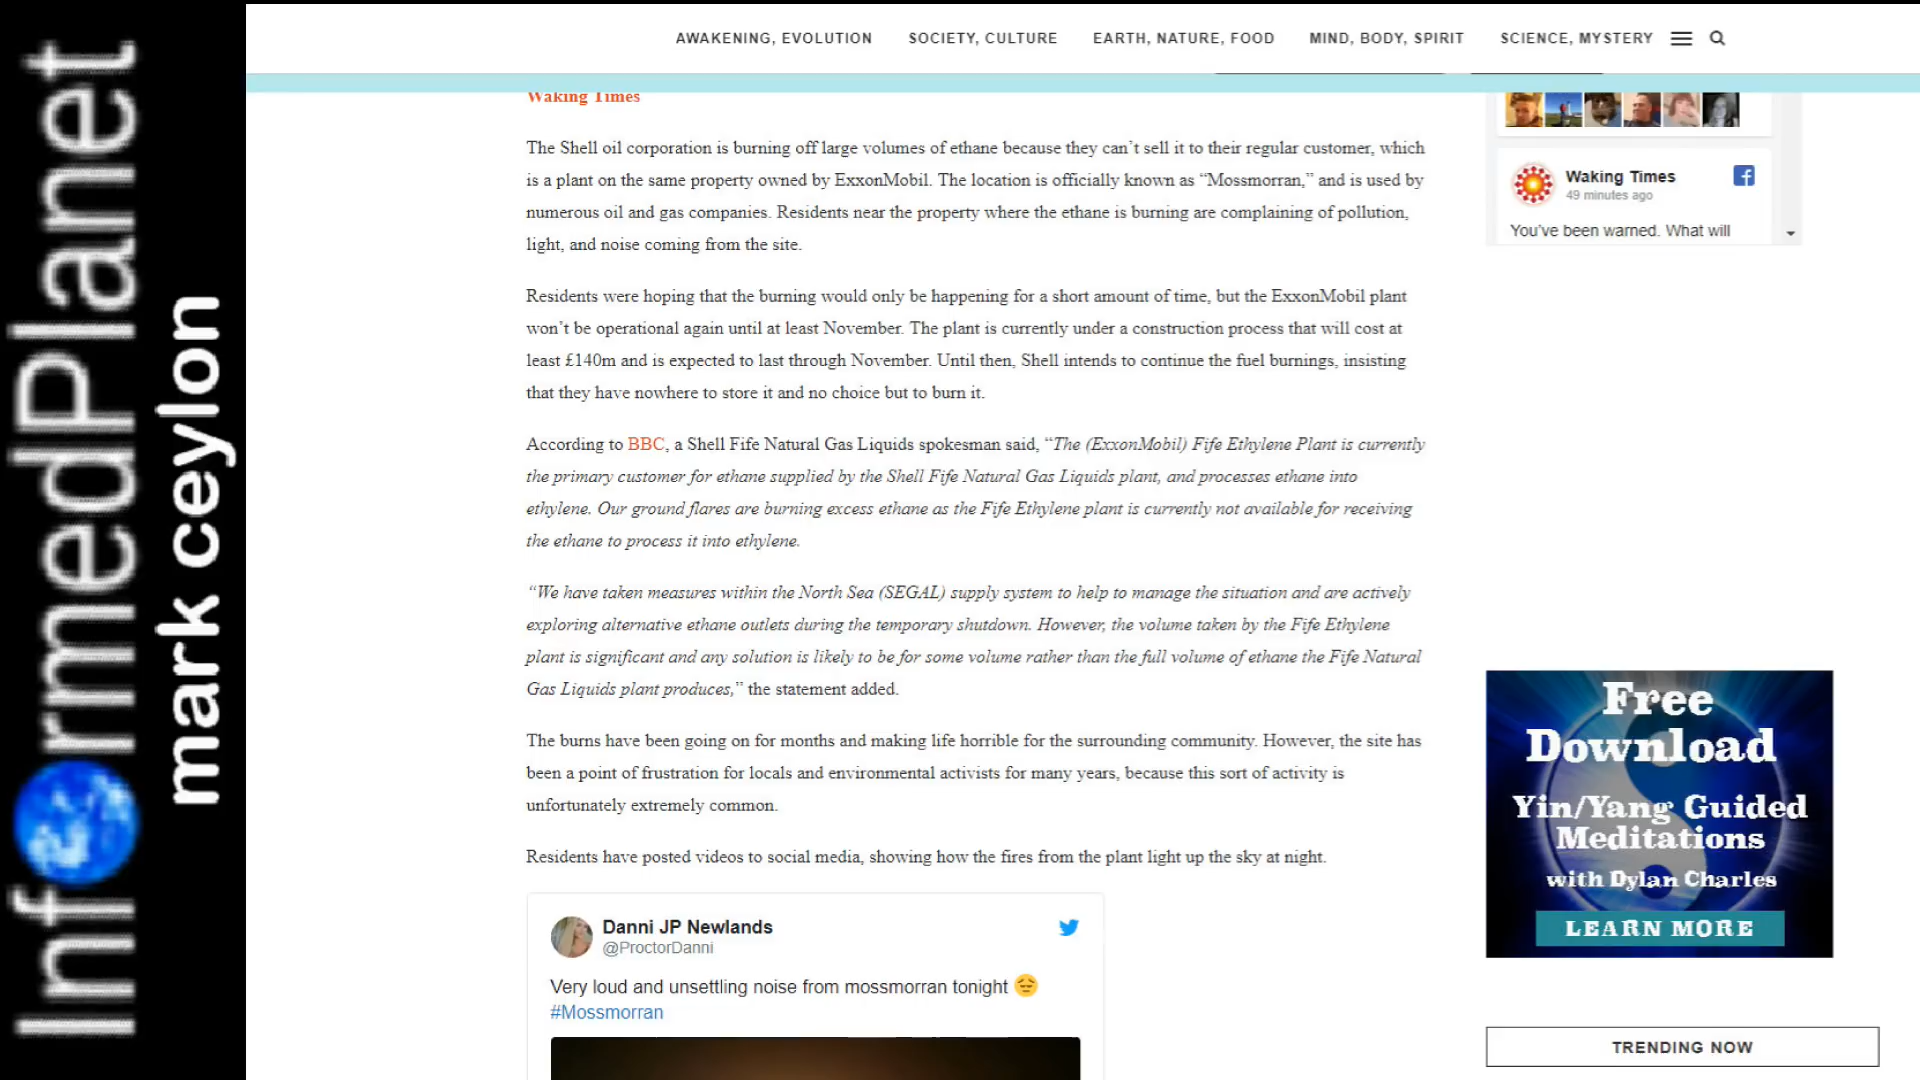 InformedPlanet
mark ceylon
AWAKENING, EVOLUTION SOCIETY, CULTURE EARTH, NATURE, FOOD MIND, BODY, SPIRIT SCIENCE, MYSTERY
Waking Times
The Shell oil corporation is burning off large volumes of ethane because they can’t sell it to their regular customer, which
is a plant on the same property owned by ExxonMobil. The location is officially known as “Mossmorran,” and is used by
numerous oil and gas companies. Residents near the property where the ethane is burning are complaining of pollution,
light, and noise coming from the site.
Residents were hoping that the burning would only be happening for a short amount of time, but the ExxonMobil plant
won’t be operational again until at least November. The plant is currently under a construction process that will cost at
least £140m and is expected to last through November. Until then, Shell intends to continue the fuel burnings, insisting
that they have nowhere to store it and no choice but to burn it.
According to BBC, a Shell Fife Natural Gas Liquids spokesman said, “The (ExxonMobil) Fife Ethylene Plant is currently
the primary customer for ethane supplied by the Shell Fife Natural Gas Liquids plant, and processes ethane into
ethylene. Our ground flares are burning excess ethane as the Fife Ethylene plant is currently not available for receiving
the ethane to process it into ethylene.
“We have taken measures within the North Sea (SEGAL) supply system to help to manage the situation and are actively
exploring alternative ethane outlets during the temporary shutdown. However, the volume taken by the Fife Ethylene
plant is significant and any solution is likely to be for some volume rather than the full volume of ethane the Fife Natural
Gas Liquids plant produces,” the statement added.
The burns have been going on for months and making life horrible for the surrounding community. However, the site has
been a point of frustration for locals and environmental activists for many years, because this sort of activity is
unfortunately extremely common.
Residents have posted videos to social media, showing how the fires from the plant light up the sky at night.
Danni JP Newlands
@ProctorDanni
Very loud and unsettling noise from mossmorran tonight 😔
#Mossmorran
Waking Times
49 minutes ago
You’ve been warned. What will
Free
Download
Yin/Yang Guided
Meditations
with Dylan Charles
LEARN MORE
TRENDING NOW